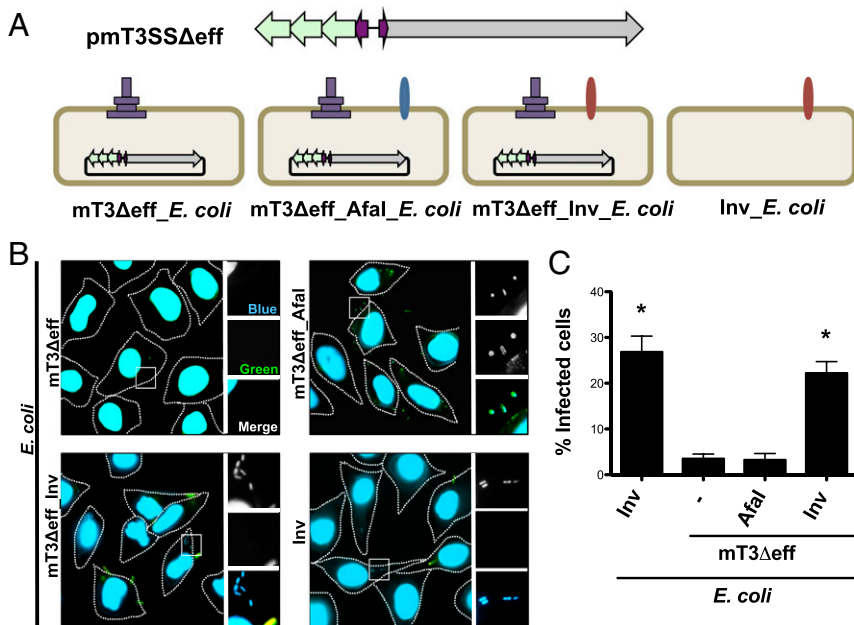 A
pmT3SSΔeff
mT3Δeff_E. coli
mT3Δeff_AfaI_E. coli
mT3Δeff_Inv_E. coli
Inv_E. coli
B
E. coli
mT3Δeff
Blue
Green
Merge
mT3Δeff_AfaI
mT3Δeff_Inv
Inv
C
% Infected cells
40
30
20
10
0
*
*
Inv
-
AfaI
Inv
mT3Δeff
E. coli